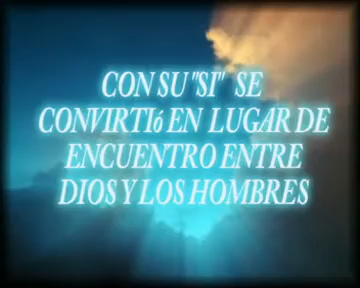 CON SU "SI" SE
CONVIRTIó EN LUGAR DE
ENCUENTRO ENTRE
DIOS Y LOS HOMBRES